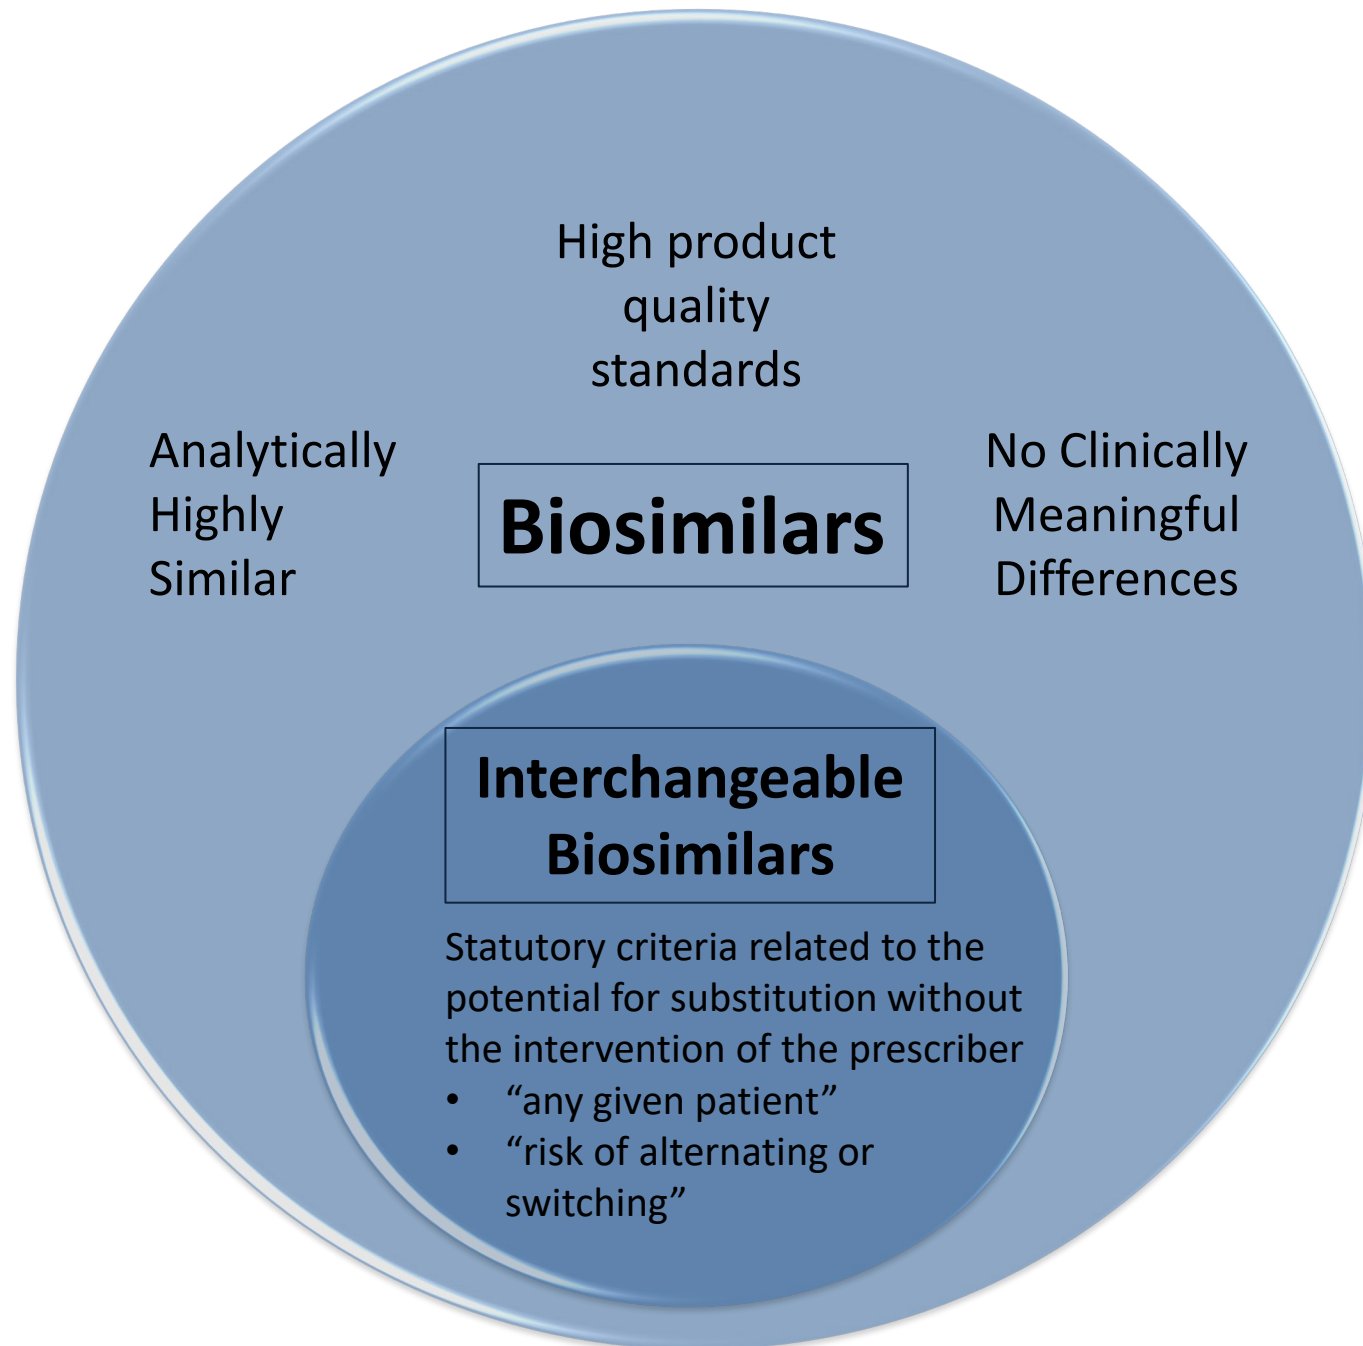 High product
quality
standards
Analytically
Highly
Similar
Biosimilars
No Clinically
Meaningful
Differences
Interchangeable
Biosimilars
Statutory criteria related to the
potential for substitution without
the intervention of the prescriber
• “any given patient”
• “risk of alternating or
switching”